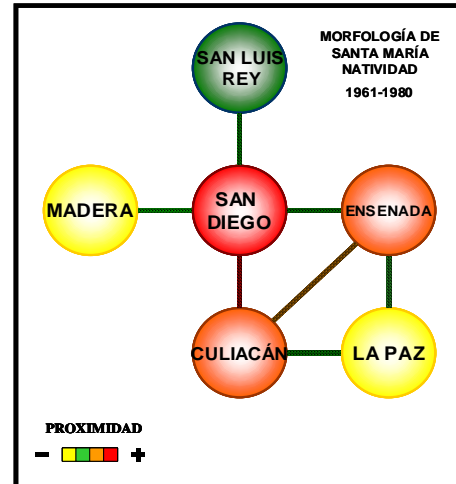 MORFOLOGÍA DE
SANTA MARÍA
NATIVIDAD
1961-1980
SAN LUIS
REY
MADERA
SAN
DIEGO
ENSENADA
CULIACÁN
LA PAZ
PROXIMIDAD
- +